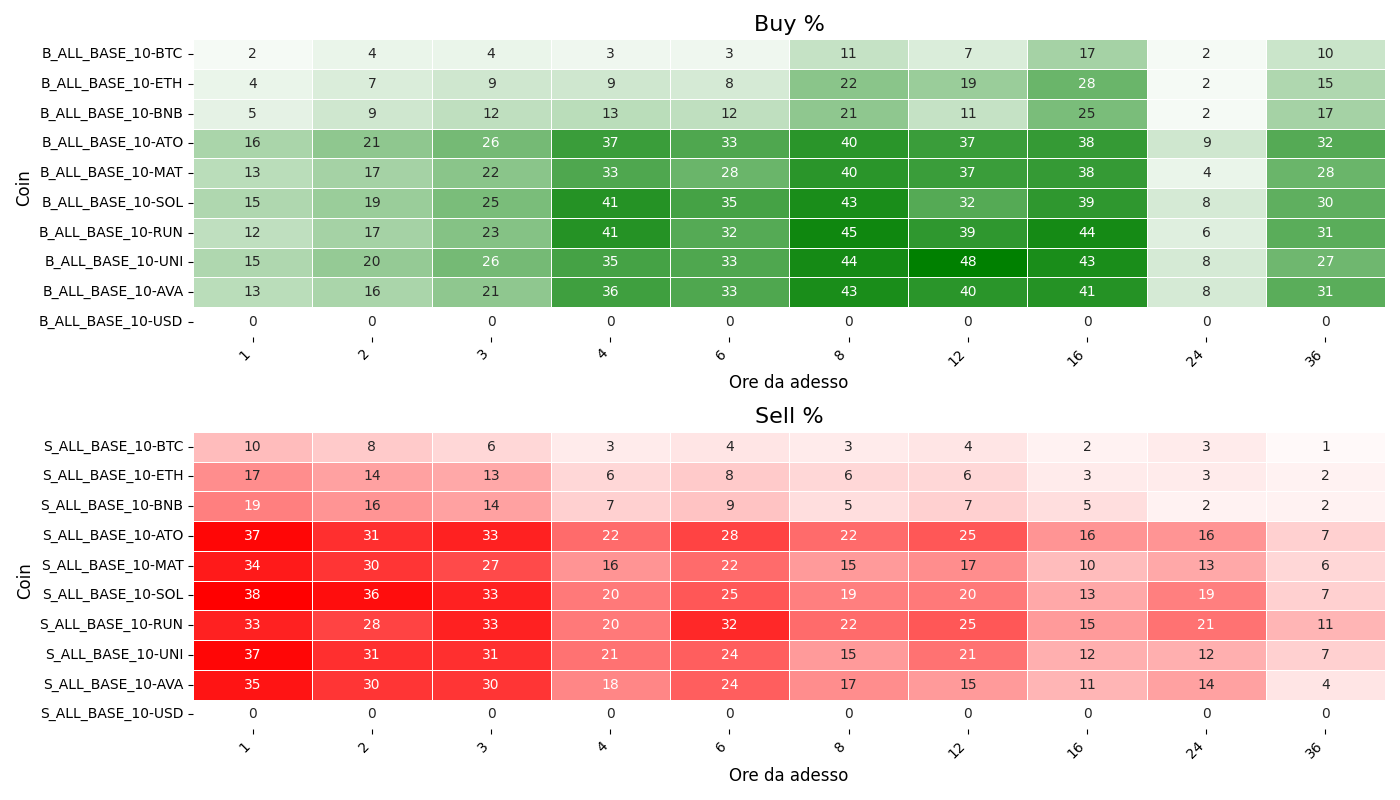 Buy %
Coin
B_ALL_BASE_10-BTC 2 4 4 3 3 11 7 17 2 10
B_ALL_BASE_10-ETH 4 7 9 9 8 22 19 28 2 15
B_ALL_BASE_10-BNB 5 9 12 13 12 21 11 25 2 17
B_ALL_BASE_10-ATO 16 21 26 37 33 40 37 38 9 32
B_ALL_BASE_10-MAT 13 17 22 33 28 40 37 38 4 28
B_ALL_BASE_10-SOL 15 19 25 41 35 43 32 39 8 30
B_ALL_BASE_10-RUN 12 17 23 41 32 45 39 44 6 31
B_ALL_BASE_10-UNI 15 20 26 35 33 44 48 43 8 27
B_ALL_BASE_10-AVA 13 16 21 36 33 43 40 41 8 31
B_ALL_BASE_10-USD 0 0 0 0 0 0 0 0 0 0
1 2 3 4 6 8 12 16 24 36
Ore da adesso
Sell %
Coin
S_ALL_BASE_10-BTC 10 8 6 3 4 3 4 2 3 1
S_ALL_BASE_10-ETH 17 14 13 6 8 6 6 3 3 2
S_ALL_BASE_10-BNB 19 16 14 7 9 5 7 5 2 2
S_ALL_BASE_10-ATO 37 31 33 22 28 22 25 16 16 7
S_ALL_BASE_10-MAT 34 30 27 16 22 15 17 10 13 6
S_ALL_BASE_10-SOL 38 36 33 20 25 19 20 13 19 7
S_ALL_BASE_10-RUN 33 28 33 20 32 22 25 15 21 11
S_ALL_BASE_10-UNI 37 31 31 21 24 15 21 12 12 7
S_ALL_BASE_10-AVA 35 30 30 18 24 17 15 11 14 4
S_ALL_BASE_10-USD 0 0 0 0 0 0 0 0 0 0
1 2 3 4 6 8 12 16 24 36
Ore da adesso